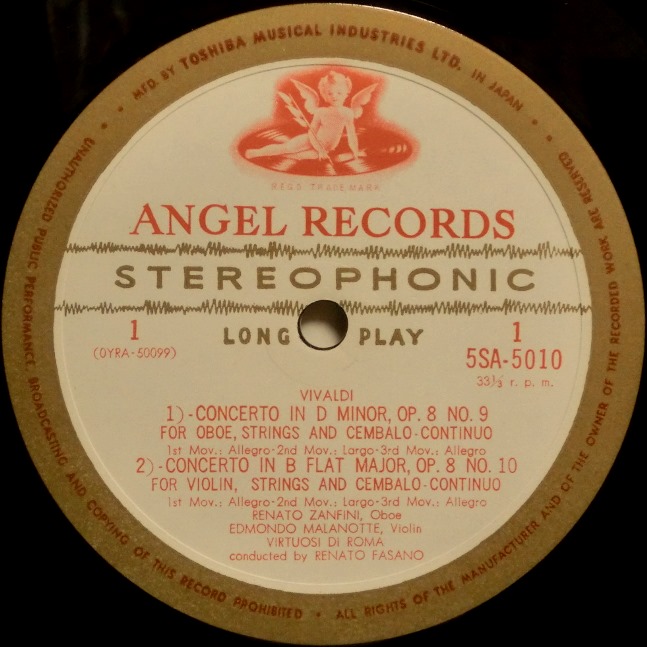 MFD. BY TOSHIBA MUSICAL INDUSTRIES LTD. IN JAPAN
REGD TRADE MARK
ANGEL RECORDS
STEREOPHONIC
LONG PLAY
1
(0YRA-50099)
1
5SA-5010
33⅓ r. p. m.
VIVALDI
1)-CONCERTO IN D MINOR, OP. 8 NO. 9
FOR OBOE, STRINGS AND CEMBALO-CONTINUO
1st Mov.: Allegro-2nd Mov.: Largo-3rd Mov.: Allegro
2)-CONCERTO IN B FLAT MAJOR, OP. 8 NO. 10
FOR VIOLIN, STRINGS AND CEMBALO-CONTINUO
1st Mov.: Allegro-2nd Mov.: Largo-3rd Mov.: Allegro
RENATO ZANFINI, Oboe
EDMONDO MALANOTTE, Violin
VIRTUOSI DI ROMA
conducted by RENATO FASANO
ALL RIGHTS OF THE MANUFACTURER AND OF THE OWNER OF THE RECORDED WORK ARE RESERVED
UNAUTHORIZED PUBLIC PERFORMANCE, BROADCASTING AND COPYING OF THIS RECORD PROHIBITED